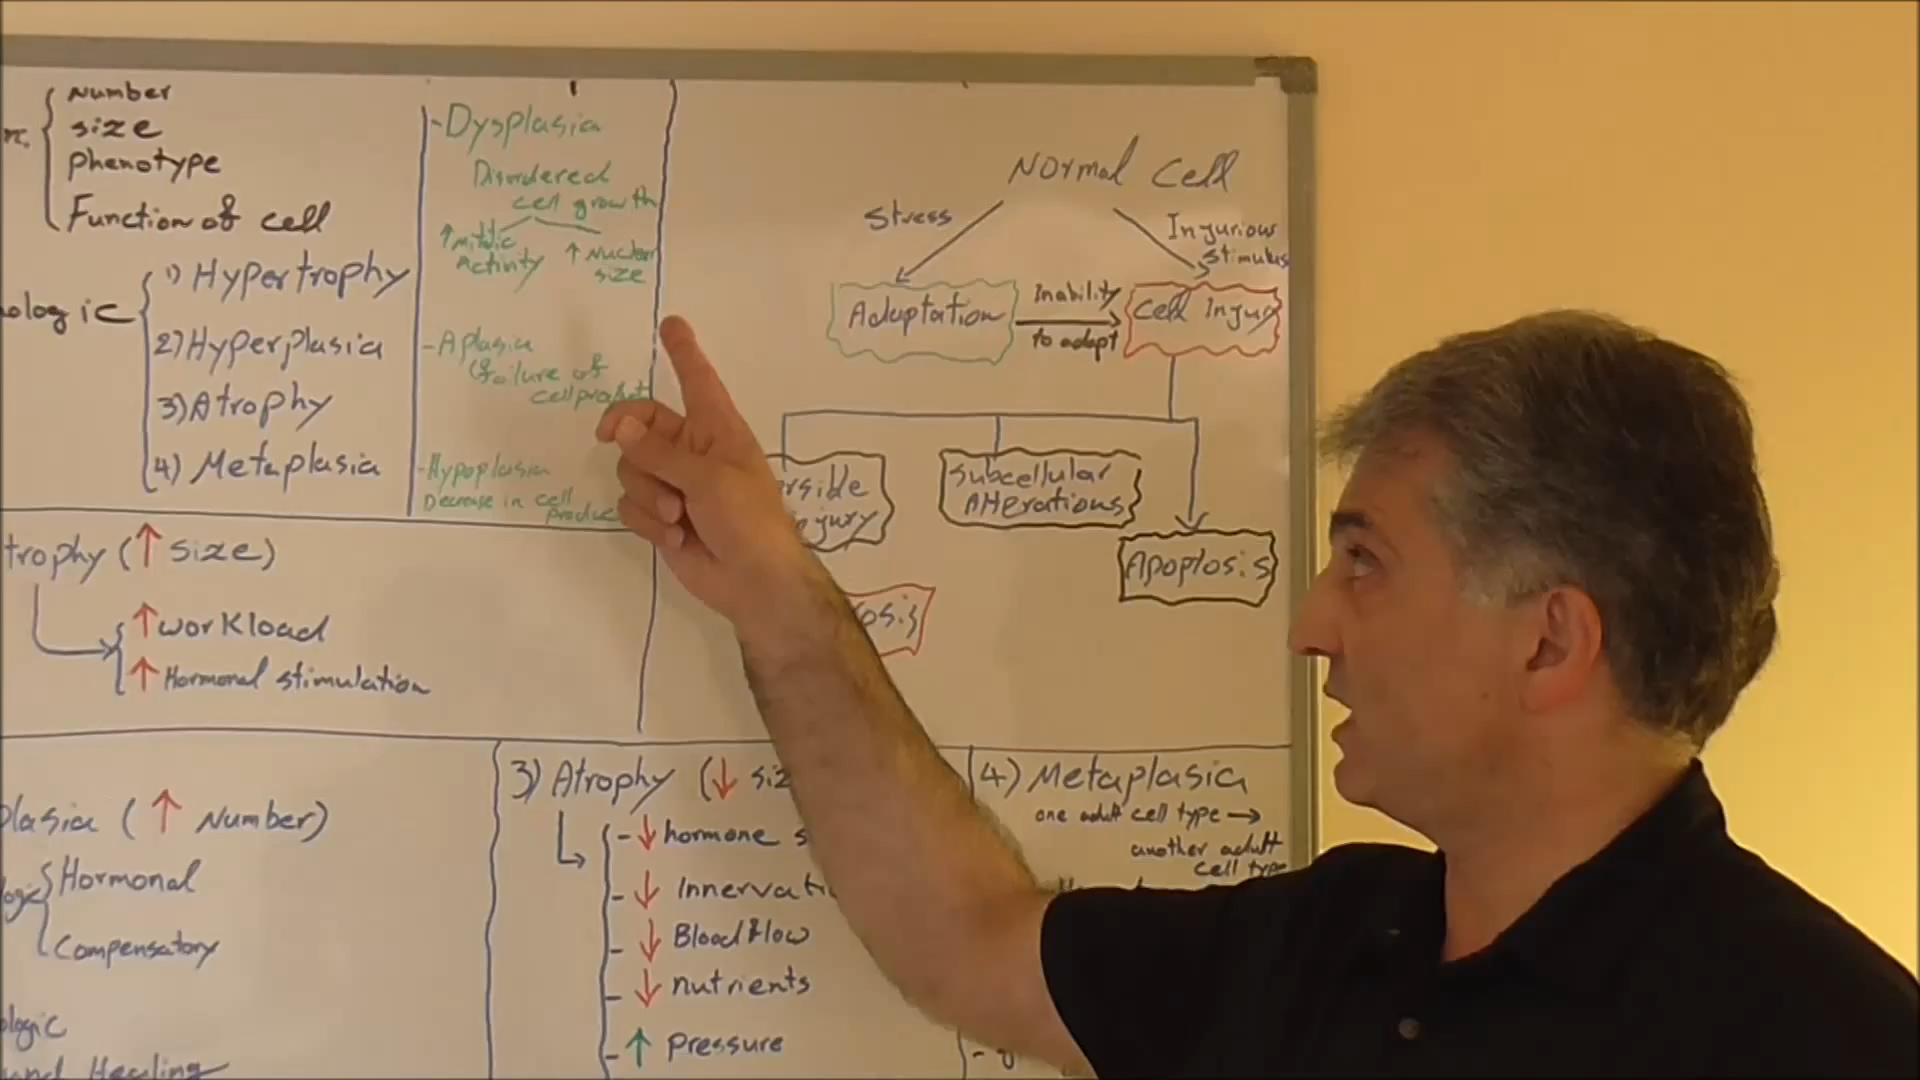 Number
size
Phenotype
Function of cell
1) Hypertrophy
2) Hyperplasia
3) Atrophy
4) Metaplasia
- Dysplasia
Disordered
cell growth
↑ mitotic
Activity
↑ Nuclear
size
- Aplasia
(failure of
cell
- Hypoplasia
Decrease in cell
Normal Cell
Stress
Injurious
stimulus
Adaptation
Inability
to adapt
Cell Injury
Subcellular
Alterations
Apoptosis
trophy (↑ size)
↑ workload
↑ Hormonal stimulation
plasia (↑ Number)
Hormonal
Compensatory
ologic
Healing
3) Atrophy (↓
- ↓ hormone
- ↓
- ↓ Blood flow
- ↓ nutrients
- ↑ Pressure
4) Metaplasia
one adult cell type →
another adult
cell type